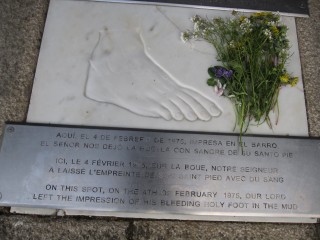 AQUI, EL 4 DE FEBRERO DE 1975, IMPRESA EN EL BARRO
EL SEÑOR NOS DEJO LA HUELLA CON SANGRE DE SU SANTO PIE
ICI, LE 4 FÉVRIER 1975, SUR LA BOUE, NOTRE SEIGNEUR
A LAISSÉ L'EMPREINTE DE SAINT PIED AVEC DU SANG
ON THIS SPOT, ON THE 4TH FEBRUARY 1975, OUR LORD
LEFT THE IMPRESSION OF HIS BLEEDING HOLY FOOT IN THE MUD